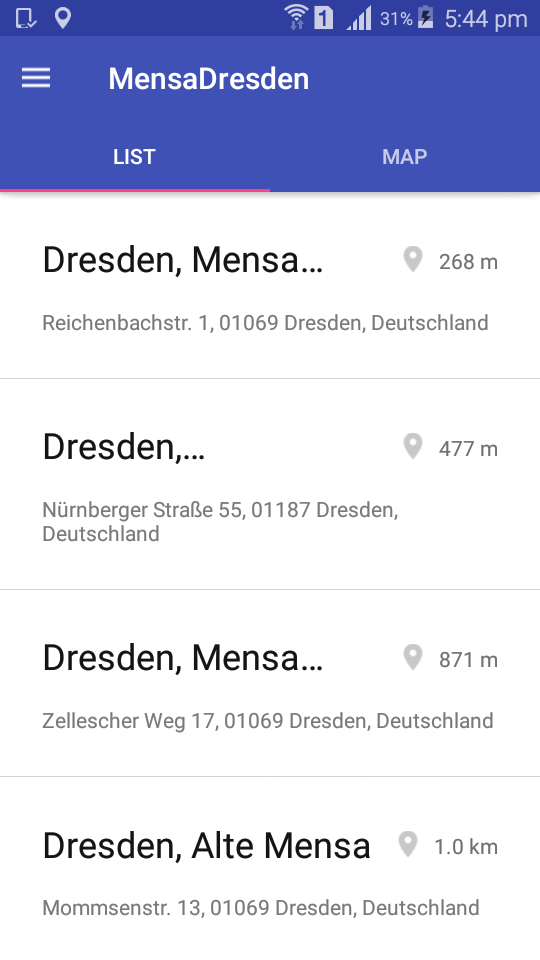 1 31% 5:44 pm
MensaDresden
LIST MAP
Dresden, Mensa... 268 m
Reichenbachstr. 1, 01069 Dresden, Deutschland
Dresden,... 477 m
Nürnberger Straße 55, 01187 Dresden,
Deutschland
Dresden, Mensa... 871 m
Zellescher Weg 17, 01069 Dresden, Deutschland
Dresden, Alte Mensa 1.0 km
Mommsenstr. 13, 01069 Dresden, Deutschland